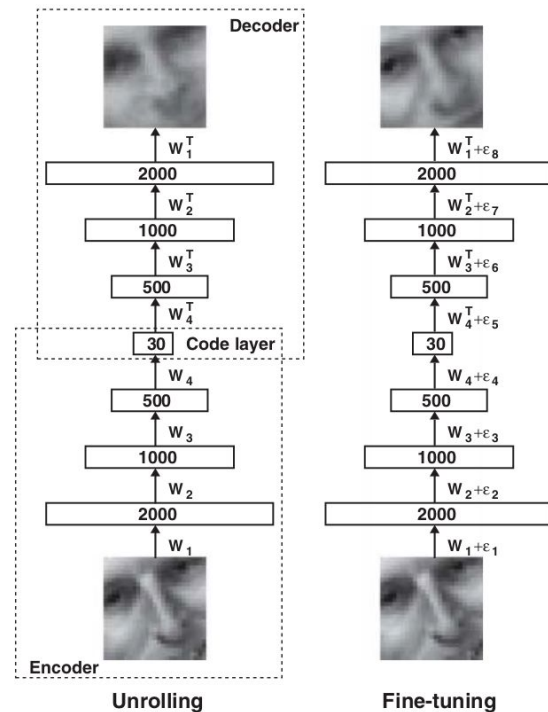 Decoder
W₁ᵀ W₁ᵀ+ε₈
2000 2000
W₂ᵀ W₂ᵀ+ε₇
1000 1000
W₃ᵀ W₃ᵀ+ε₆
500 500
W₄ᵀ W₄ᵀ+ε₅
30 Code layer 30
W₄ W₄+ε₄
500 500
W₃ W₃+ε₃
1000 1000
W₂ W₂+ε₂
2000 2000
W₁ W₁+ε₁
Encoder
Unrolling Fine-tuning